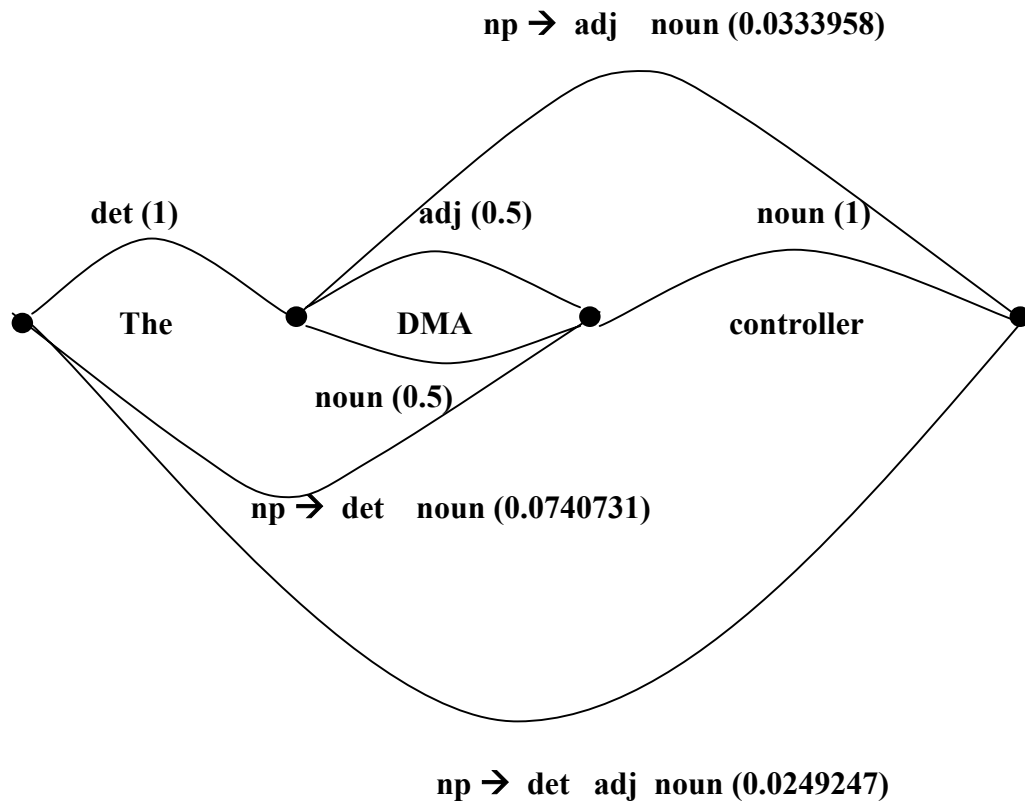 np → adj noun (0.0333958)
det (1) adj (0.5) noun (1)
The DMA controller
noun (0.5)
np → det noun (0.0740731)
np → det adj noun (0.0249247)